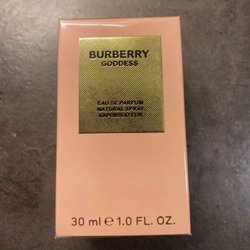 BURBERRY
GODDESS
EAU DE PARFUM
NATURAL SPRAY
VAPORISATEUR
30 ml ℮ 1.0 FL. OZ.